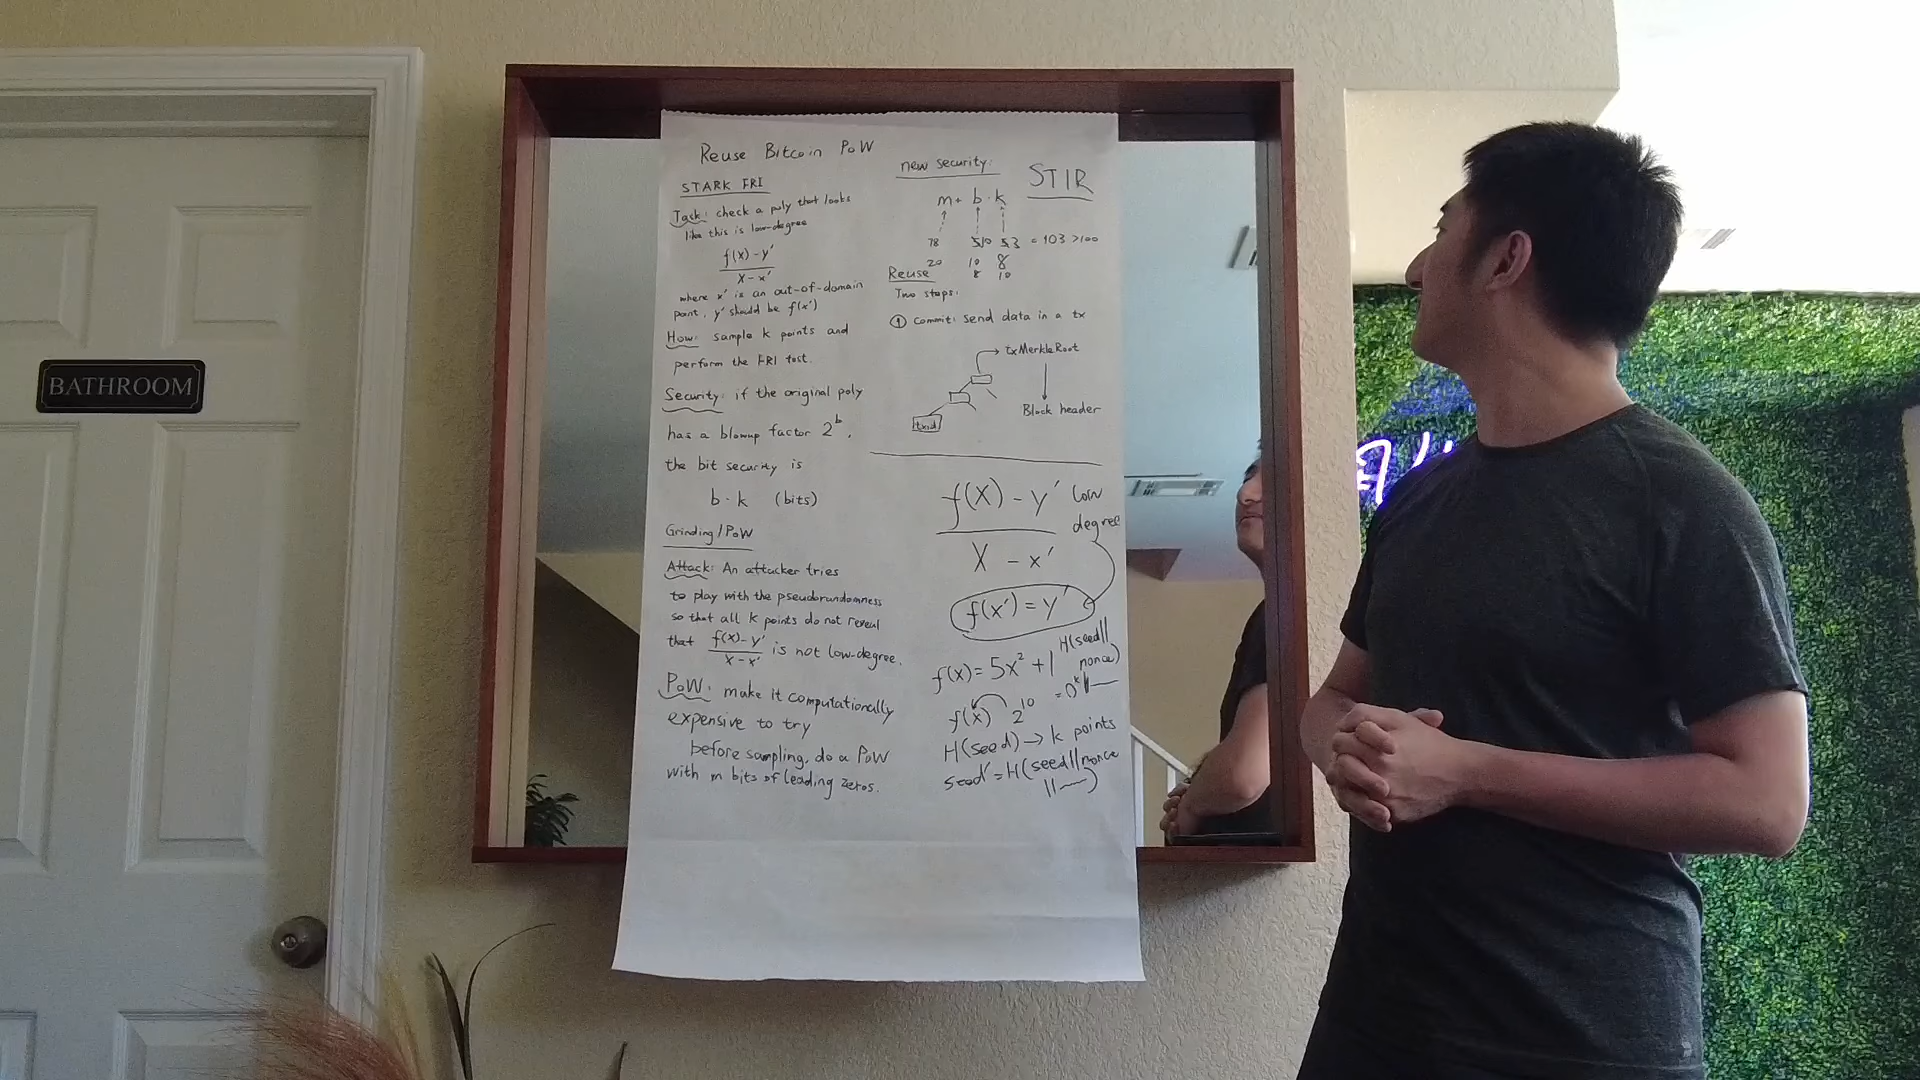 BATHROOM
Reuse Bitcoin PoW
STARK FRI
Task: check a poly that looks
like this is low-degree
f(x) - y'
x - x'
where x' is an out-of-domain
point, y' should be f(x')
How: sample k points and
perform the FRI test.
Security: if the original poly
has a blowup factor 2^b,
the bit security is
b · k (bits)
Grinding/PoW
Attack: An attacker tries
to play with the pseudorandomness
so that all k points do not reveal
that f(x) - y' / x - x' is not low-degree.
PoW: make it computationally
expensive to try
before sampling, do a PoW
with m bits of leading zeros.
new security:
STIR
m + b · k
78 = 103 > 100
20 10 8
8 10
Reuse
Two steps:
① Commit: send data in a tx
txMerkleRoot
Block header
txid
f(X) - y' low
degree
X - x'
f(x') = y'
H(seed||
nonce)
f(x) = 5x² + 1
f(x) 2^10
H(seed) → k points
seed' = H(seed||nonce
||